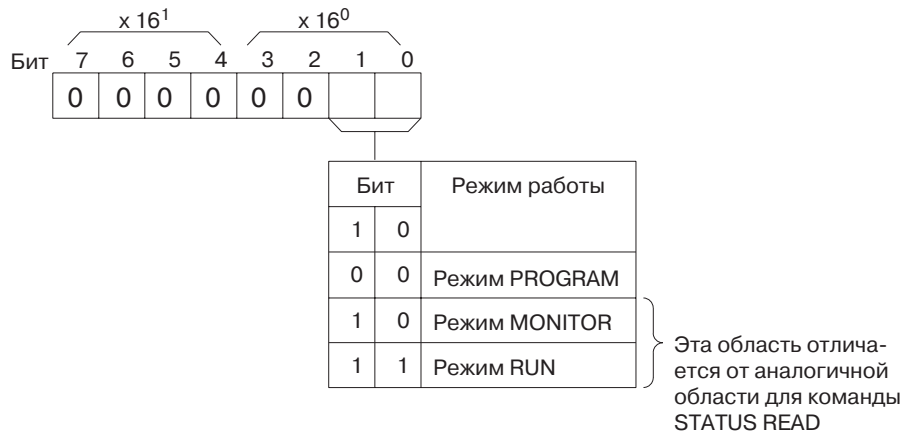 x 16¹ x 16⁰
Бит 7 6 5 4 3 2 1 0
0 0 0 0 0 0
Бит Режим работы
1 0
0 0 Режим PROGRAM
1 0 Режим MONITOR
1 1 Режим RUN
Эта область отлича-
ется от аналогичной
области для команды
STATUS READ